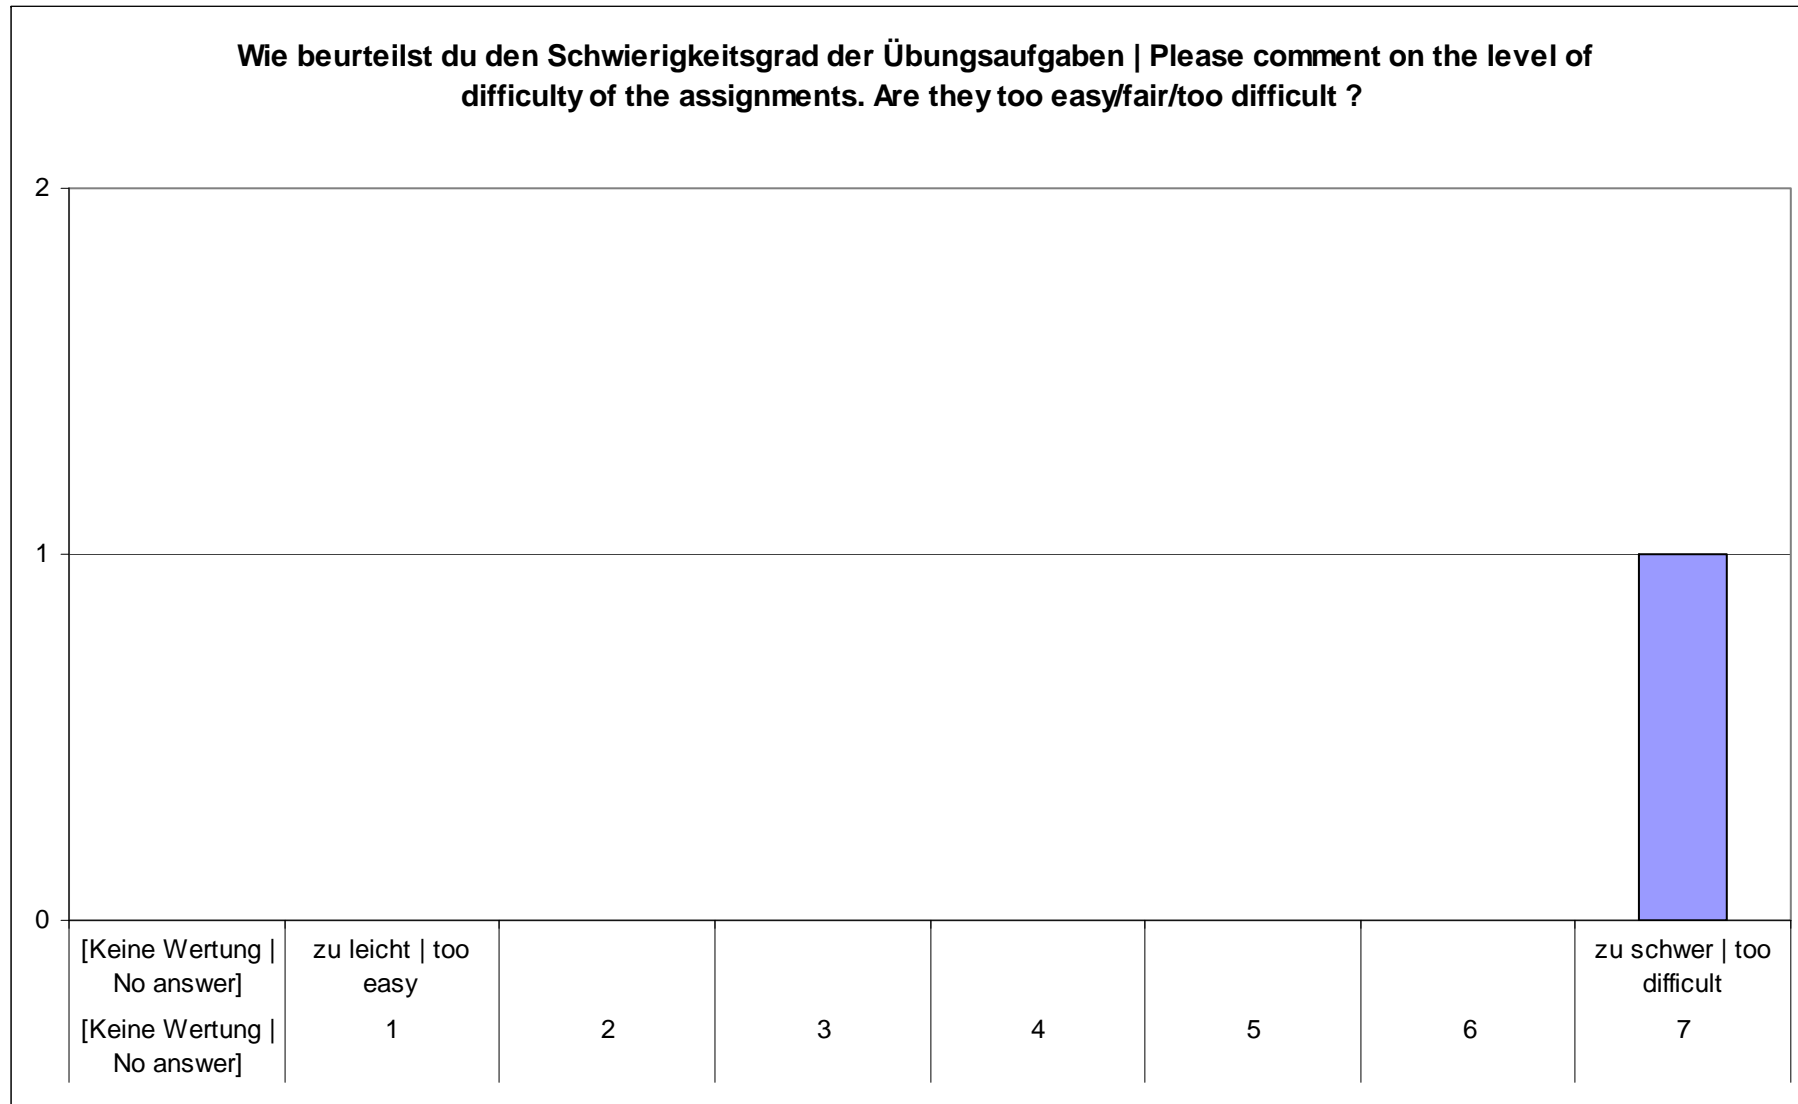 Wie beurteilst du den Schwierigkeitsgrad der Übungsaufgaben | Please comment on the level of
difficulty of the assignments. Are they too easy/fair/too difficult ?
2
1
0
[Keine Wertung |
No answer]
zu leicht | too
easy
zu schwer | too
difficult
[Keine Wertung |
No answer]
1
2
3
4
5
6
7